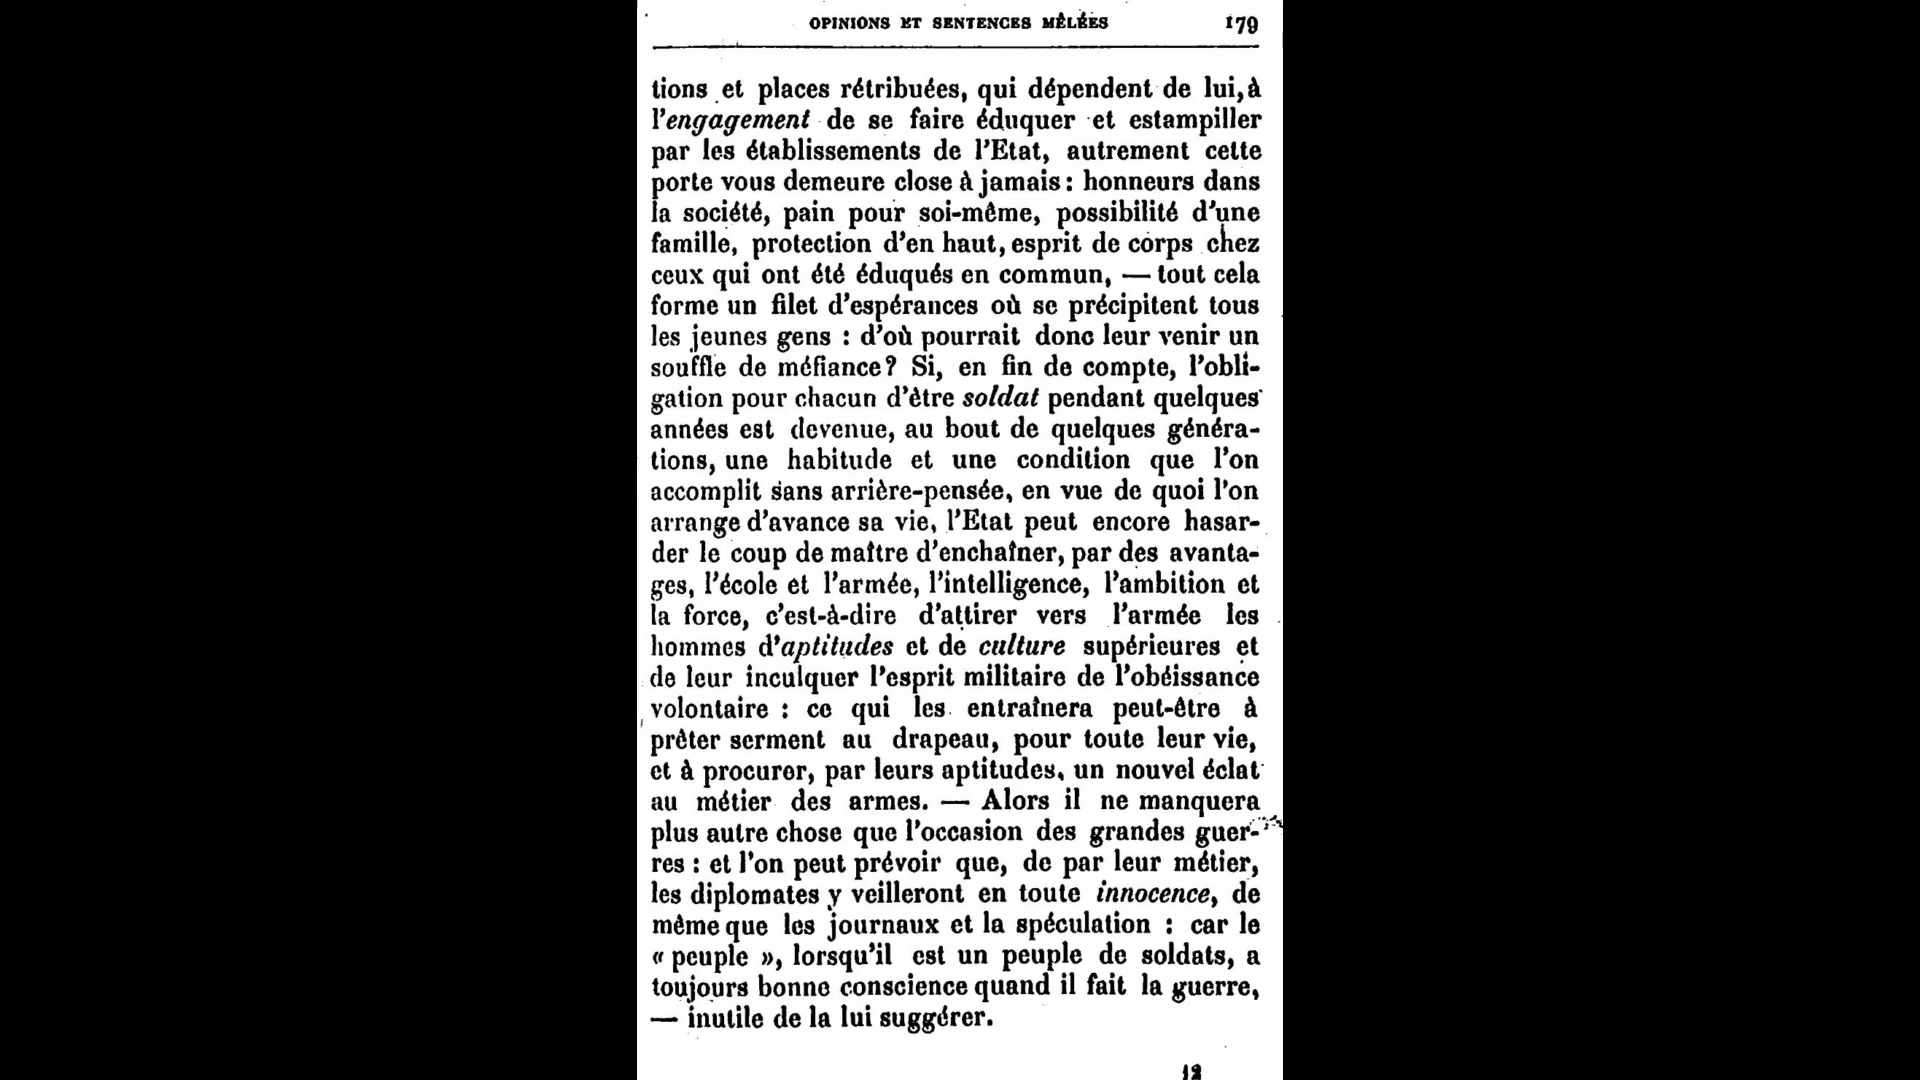 OPINIONS ET SENTENCES MÊLÉES 179
tions et places rétribuées, qui dépendent de lui, à
l'engagement de se faire éduquer et estampiller
par les établissements de l'Etat, autrement cette
porte vous demeure close à jamais : honneurs dans
la société, pain pour soi-même, possibilité d'une
famille, protection d'en haut, esprit de corps chez
ceux qui ont été éduqués en commun, — tout cela
forme un filet d'espérances où se précipitent tous
les jeunes gens : d'où pourrait donc leur venir un
souffle de méfiance ? Si, en fin de compte, l'obli-
gation pour chacun d'être soldat pendant quelques
années est devenue, au bout de quelques généra-
tions, une habitude et une condition que l'on
accomplit sans arrière-pensée, en vue de quoi l'on
arrange d'avance sa vie, l'Etat peut encore hasar-
der le coup de maître d'enchaîner, par des avanta-
ges, l'école et l'armée, l'intelligence, l'ambition et
la force, c'est-à-dire d'attirer vers l'armée les
hommes d'aptitudes et de culture supérieures et
de leur inculquer l'esprit militaire de l'obéissance
volontaire : ce qui les entraînera peut-être à
prêter serment au drapeau, pour toute leur vie,
et à procurer, par leurs aptitudes, un nouvel éclat
au métier des armes. — Alors il ne manquera
plus autre chose que l'occasion des grandes guer-
res : et l'on peut prévoir que, de par leur métier,
les diplomates y veilleront en toute innocence, de
même que les journaux et la spéculation : car le
« peuple », lorsqu'il est un peuple de soldats, a
toujours bonne conscience quand il fait la guerre,
— inutile de la lui suggérer.
12